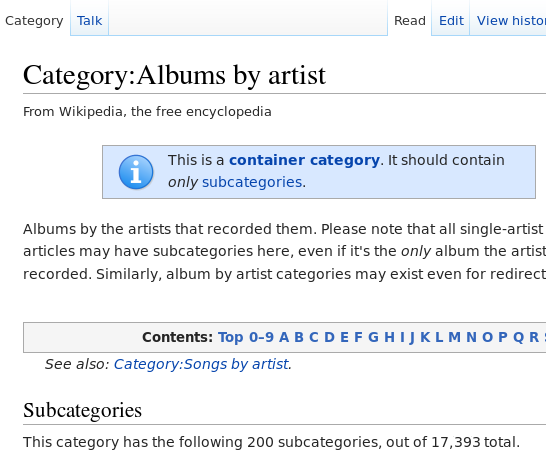 Category Talk Read Edit View histo
Category:Albums by artist
From Wikipedia, the free encyclopedia
This is a container category. It should contain
only subcategories.
Albums by the artists that recorded them. Please note that all single-artist
articles may have subcategories here, even if it's the only album the artist
recorded. Similarly, album by artist categories may exist even for redirect
Contents: Top 0–9 A B C D E F G H I J K L M N O P Q R
See also: Category:Songs by artist.
Subcategories
This category has the following 200 subcategories, out of 17,393 total.